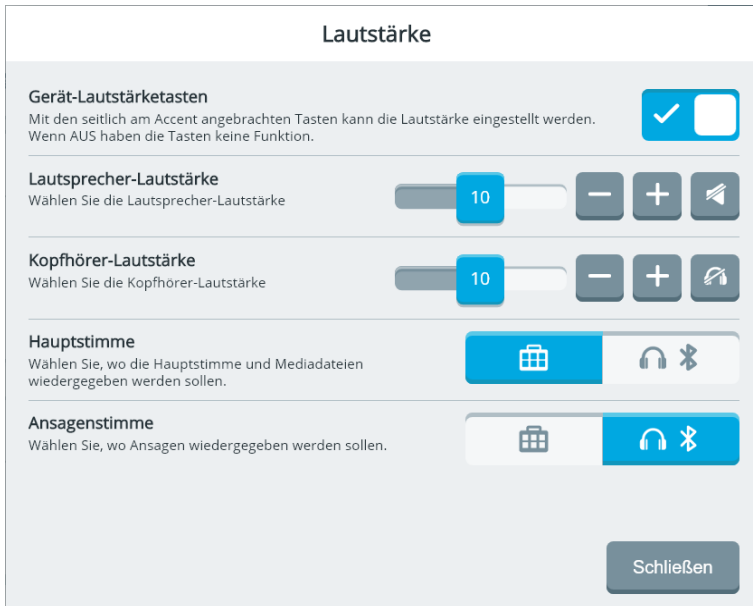 Lautstärke
Gerät-Lautstärketasten
Mit den seitlich am Accent angebrachten Tasten kann die Lautstärke eingestellt werden.
Wenn AUS haben die Tasten keine Funktion.
Lautsprecher-Lautstärke
Wählen Sie die Lautsprecher-Lautstärke
10
Kopfhörer-Lautstärke
Wählen Sie die Kopfhörer-Lautstärke
10
Hauptstimme
Wählen Sie, wo die Hauptstimme und Mediadateien
wiedergegeben werden sollen.
Ansagenstimme
Wählen Sie, wo Ansagen wiedergegeben werden sollen.
Schließen